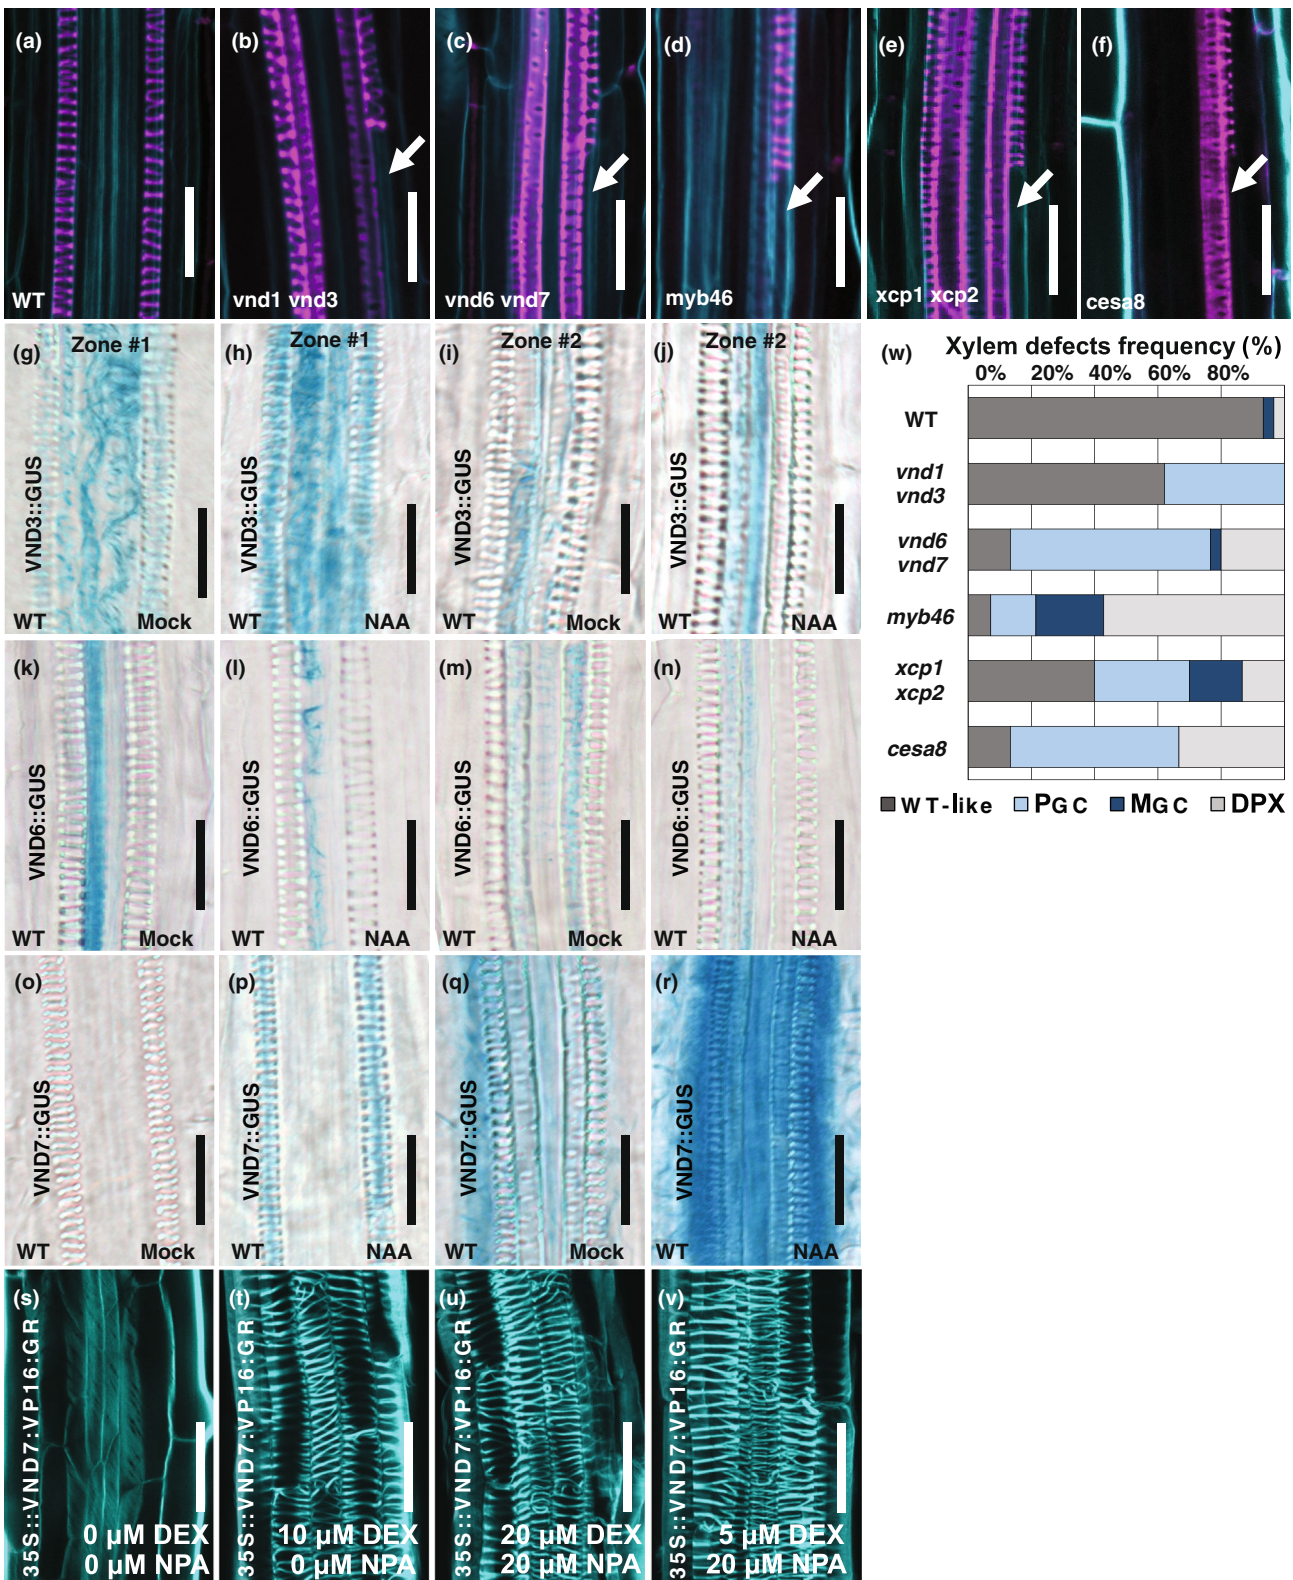 (a)
WT
(b)
vnd1 vnd3
(c)
vnd6 vnd7
(d)
myb46
(e)
xcp1 xcp2
(f)
cesa8
(g) Zone #1
VND3::GUS
WT Mock
(h) Zone #1
VND3::GUS
WT NAA
(i) Zone #2
VND3::GUS
WT Mock
(j) Zone #2
VND3::GUS
WT NAA
(k)
VND6::GUS
WT Mock
(l)
VND6::GUS
WT NAA
(m)
VND6::GUS
WT Mock
(n)
VND6::GUS
WT NAA
(o)
VND7::GUS
WT Mock
(p)
VND7::GUS
WT NAA
(q)
VND7::GUS
WT Mock
(r)
VND7::GUS
WT NAA
(s)
35S::VND7:VP16:GR
0 µM DEX
0 µM NPA
(t)
35S::VND7:VP16:GR
10 µM DEX
0 µM NPA
(u)
35S::VND7:VP16:GR
20 µM DEX
20 µM NPA
(v)
35S::VND7:VP16:GR
5 µM DEX
20 µM NPA
(w) Xylem defects frequency (%)
0% 20% 40% 60% 80%
WT
vnd1
vnd3
vnd6
vnd7
myb46
xcp1
xcp2
cesa8
WT-like PGC MGC DPX